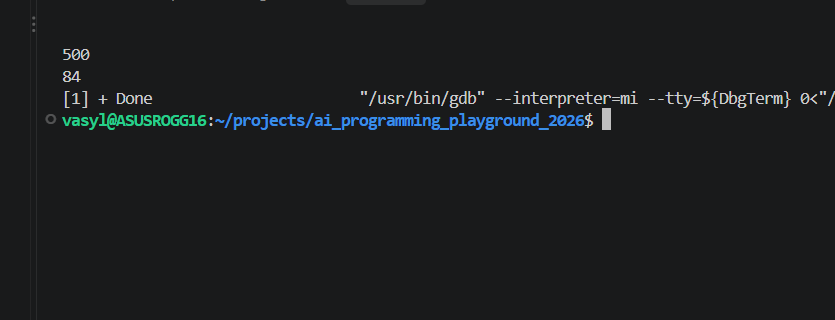 500
84
[1] + Done                       "/usr/bin/gdb" --interpreter=mi --tty=${DbgTerm} 0<"/
vasyl@ASUSROGG16:~/projects/ai_programming_playground_2026$